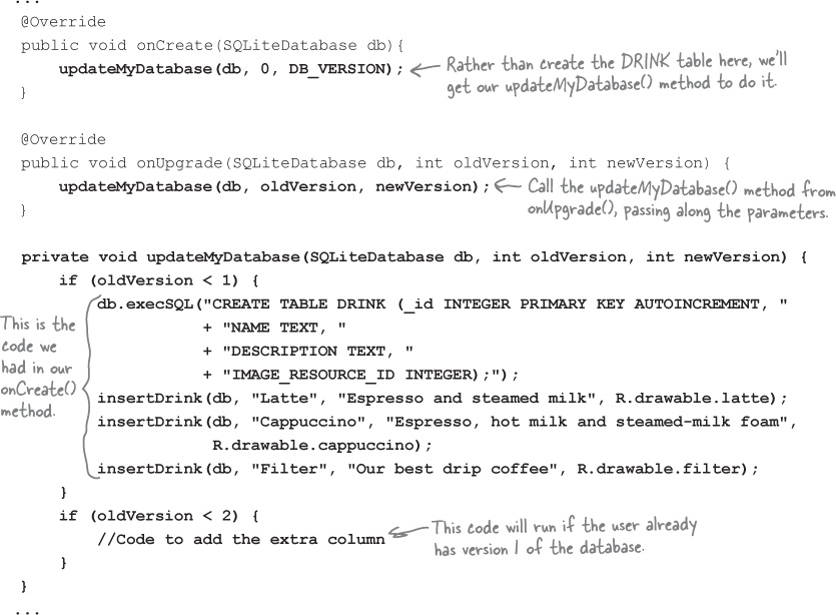 ...
@Override
public void onCreate(SQLiteDatabase db){
updateMyDatabase(db, 0, DB_VERSION);
Rather than create the DRINK table here, we'll
get our updateMyDatabase() method to do it.
}
@Override
public void onUpgrade(SQLiteDatabase db, int oldVersion, int newVersion) {
updateMyDatabase(db, oldVersion, newVersion);
Call the updateMyDatabase() method from
onUpgrade(), passing along the parameters.
}
private void updateMyDatabase(SQLiteDatabase db, int oldVersion, int newVersion) {
if (oldVersion < 1) {
db.execSQL("CREATE TABLE DRINK (_id INTEGER PRIMARY KEY AUTOINCREMENT, "
+ "NAME TEXT, "
+ "DESCRIPTION TEXT, "
+ "IMAGE_RESOURCE_ID INTEGER);");
insertDrink(db, "Latte", "Espresso and steamed milk", R.drawable.latte);
insertDrink(db, "Cappuccino", "Espresso, hot milk and steamed-milk foam",
R.drawable.cappuccino);
insertDrink(db, "Filter", "Our best drip coffee", R.drawable.filter);
This is the
code we
had in our
onCreate()
method.
}
if (oldVersion < 2) {
//Code to add the extra column
This code will run if the user already
has version 1 of the database.
}
}
...